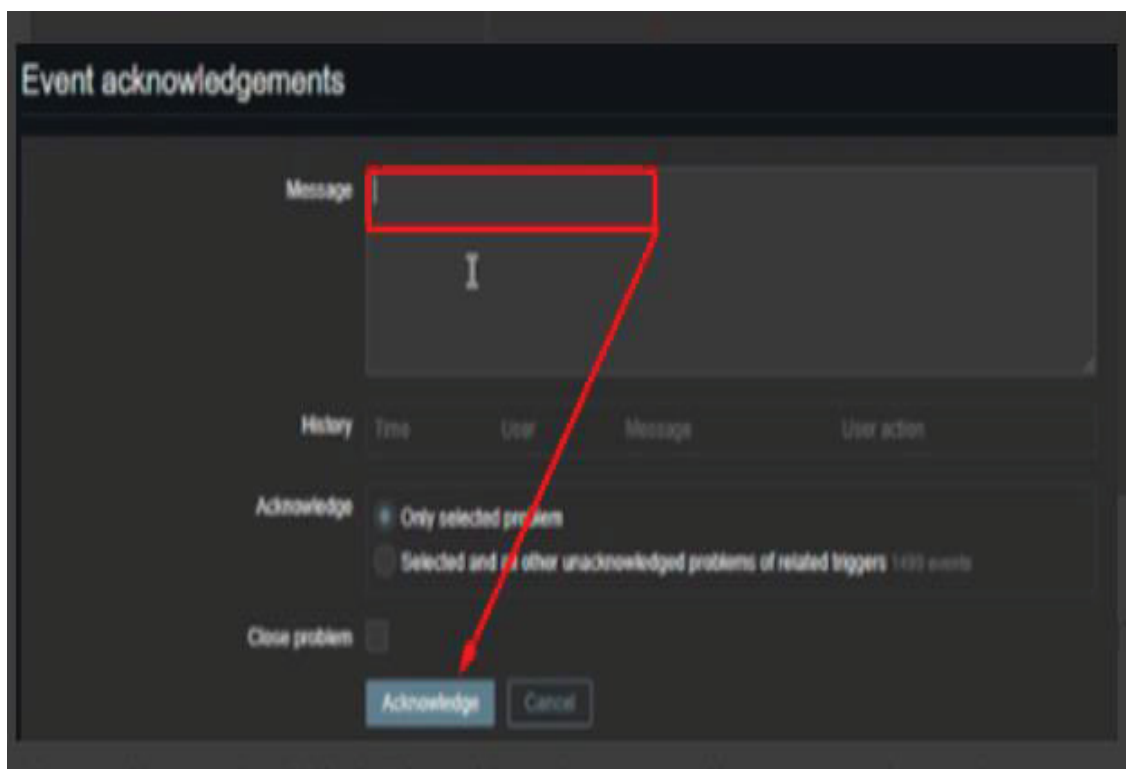 Event acknowledgements
Message
History Time User Message User action
Acknowledge Only selected problem
Selected and all other unacknowledged problems of related triggers events
Close problem
Acknowledge Cancel